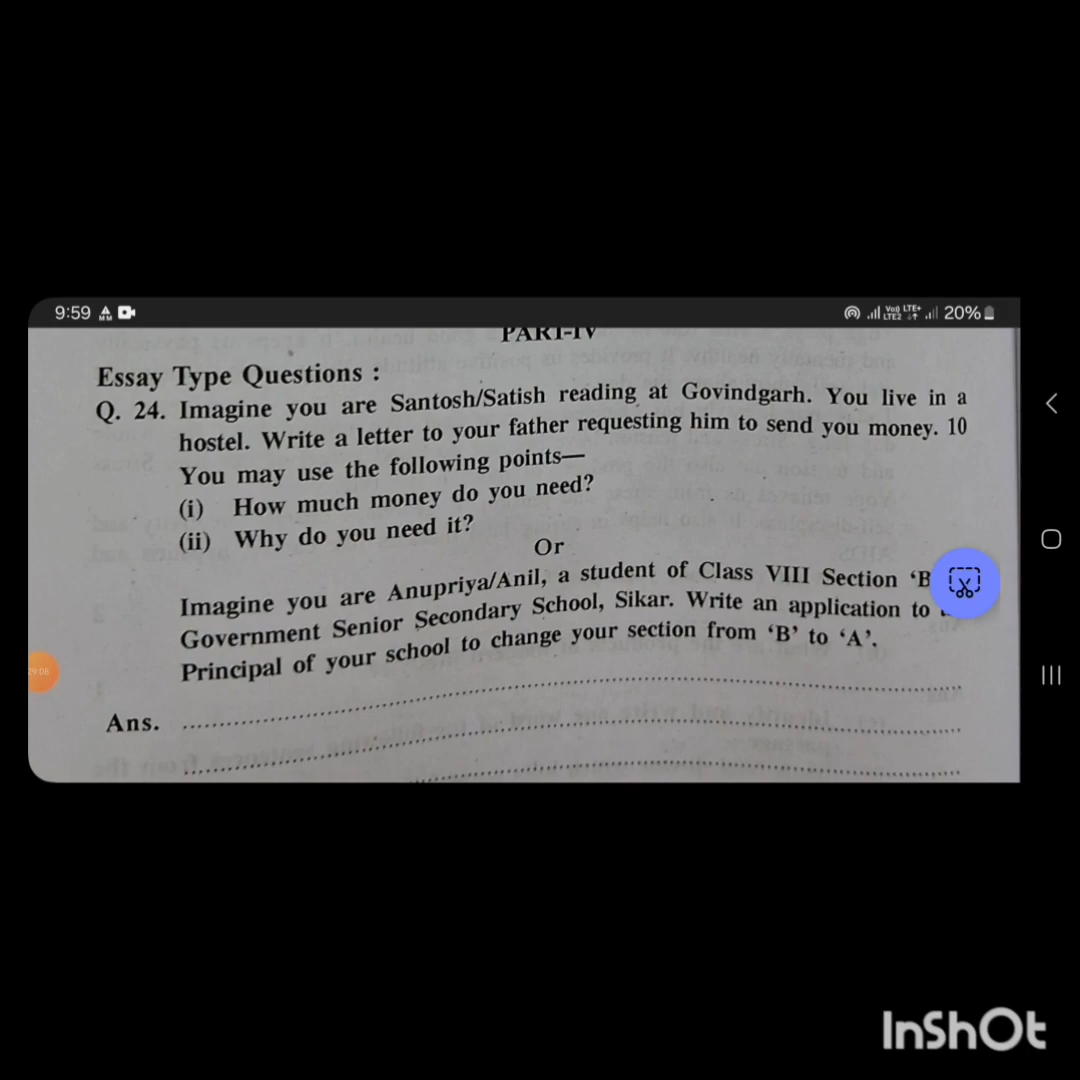 9:59
Vo) LTE+
LTE2
20%
PART-IV
Essay Type Questions :
Q. 24. Imagine you are Santosh/Satish reading at Govindgarh. You live in a
hostel. Write a letter to your father requesting him to send you money. 10
You may use the following points—
(i) How much money do you need?
(ii) Why do you need it?
Or
Imagine you are Anupriya/Anil, a student of Class VIII Section ‘B
Government Senior Secondary School, Sikar. Write an application to
Principal of your school to change your section from ‘B’ to ‘A’.
Ans.
InShOt